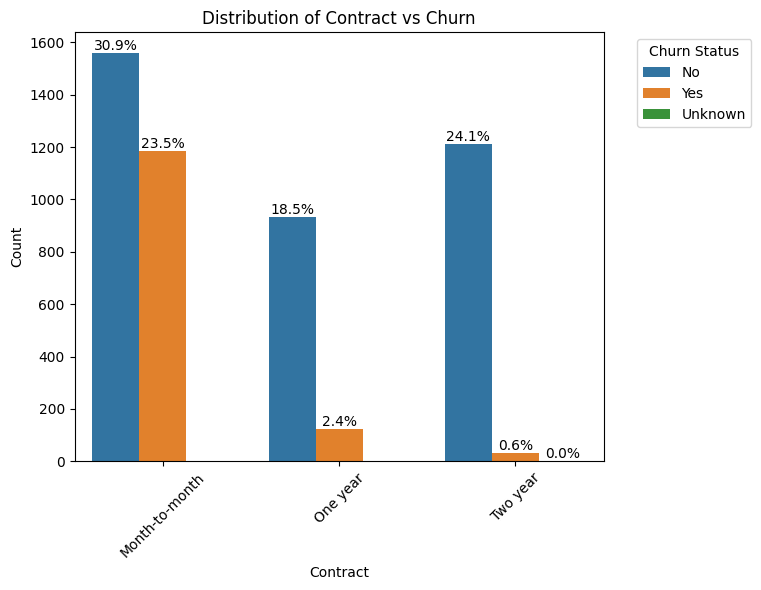 Distribution of Contract vs Churn
Churn Status
No
Yes
Unknown
Count
1600
1400
1200
1000
800
600
400
200
0
30.9%
23.5%
18.5%
2.4%
24.1%
0.6%
0.0%
Month-to-month
One year
Two year
Contract